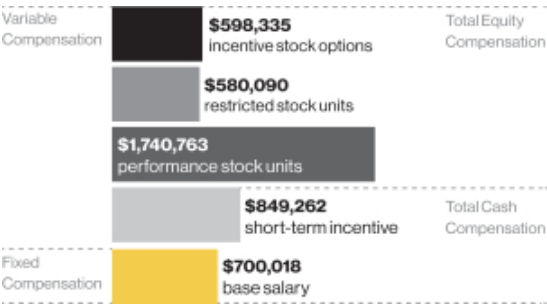 Variable
Compensation
$598,335
incentive stock options
Total Equity
Compensation
$580,090
restricted stock units
$1,740,763
performance stock units
$849,262
short-term incentive
Total Cash
Compensation
Fixed
Compensation
$700,018
base salary